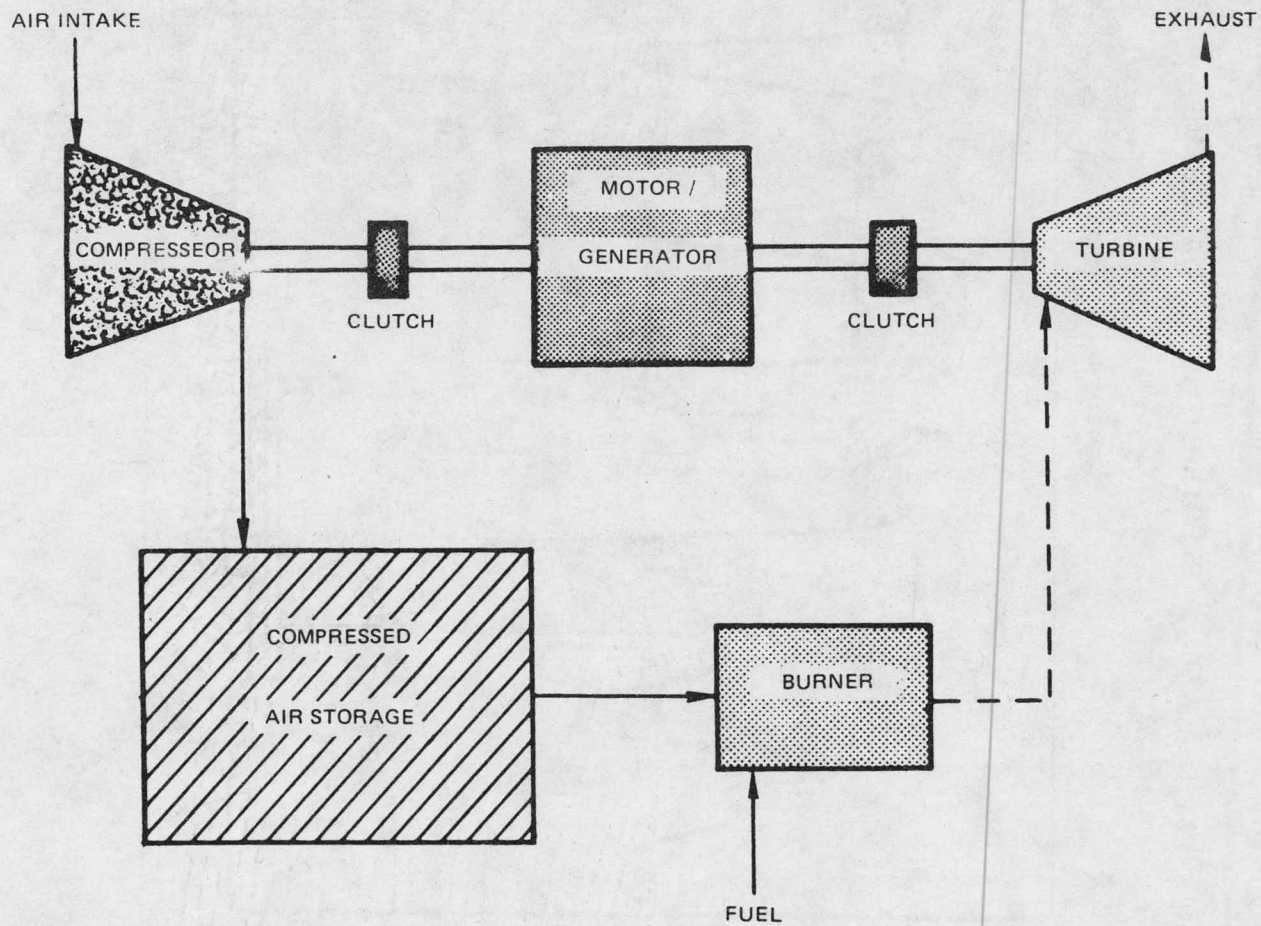 AIR INTAKE
EXHAUST
COMPRESSEOR
CLUTCH
MOTOR /
GENERATOR
CLUTCH
TURBINE
COMPRESSED
AIR STORAGE
BURNER
FUEL